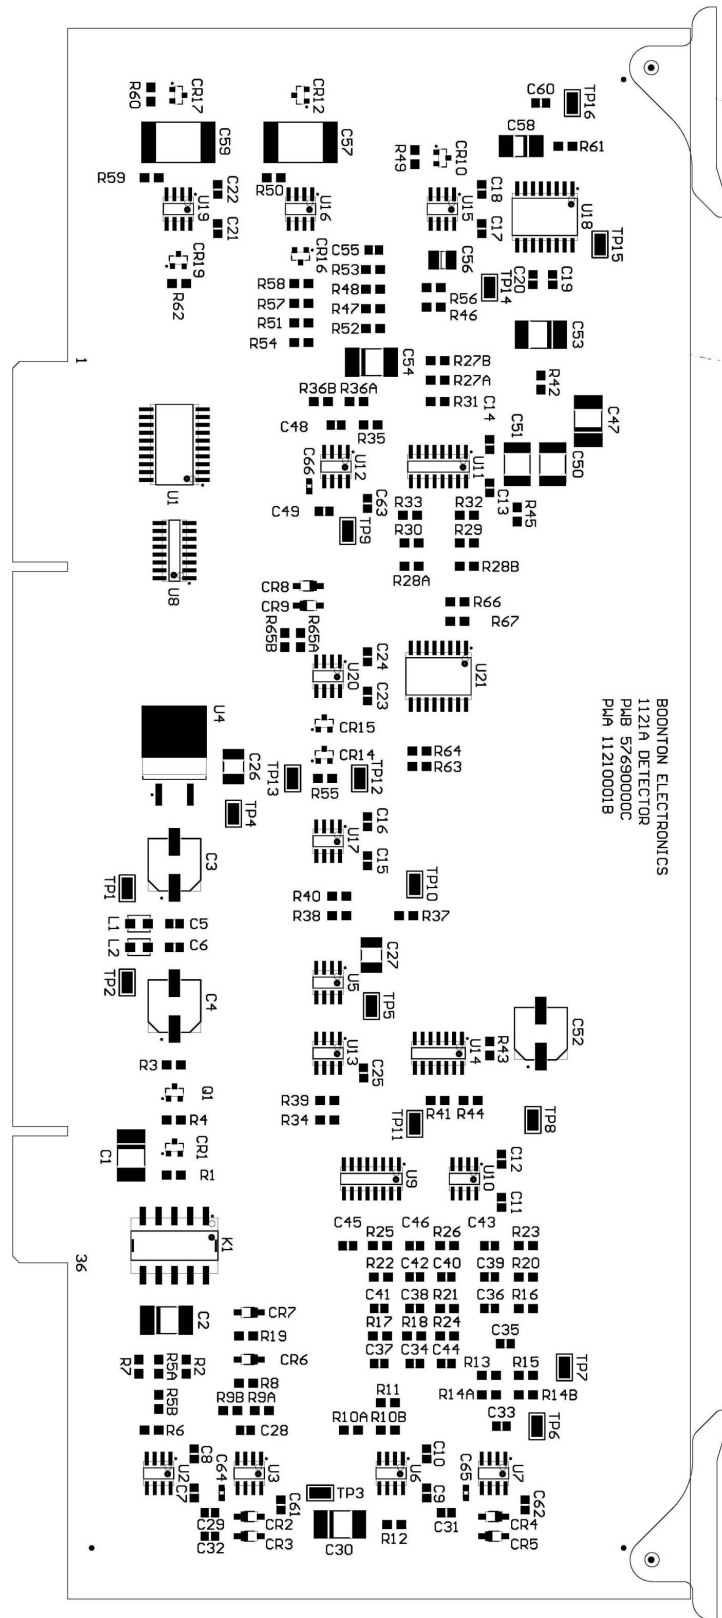 R60
CR17
CR12
C60
TP16
C59
C57
R49
CR10
C58
R61
R59
C22
U19
C21
R50
U16
U15
C18
C17
U18
TP15
CR19
R62
CR16
C55
R53
C56
TP14
C20
C19
R58
R48
R56
R57
R47
R46
R51
R52
R54
C53
1
C54
R27B
R27A
R31
R42
C47
R36B
R36A
C48
R35
C14
C51
C50
U1
C66
U12
U11
C13
R45
C49
C63
TP9
R33
R32
R30
R29
U8
R28A
R28B
CR8
CR9
R66
R67
R65B
R65A
U20
C24
C23
U21
U4
C26
CR15
CR14
R55
TP13
TP12
R64
R63
BOONTON ELECTRONICS
1121A DETECTOR
PWB 57690000C
PWA 11210001B
TP4
C16
U17
C15
C3
TP1
TP10
R40
R38
R37
L1
C5
L2
C6
TP2
C4
C27
U5
TP5
C52
R3
U13
C25
U14
R43
Q1
R4
R39
R34
R41
R44
TP11
TP8
C1
CR1
R1
U9
U10
C12
C11
K1
36
C45
R25
C46
R26
C43
R23
R22
C42
C40
C39
R20
C41
C38
R21
C36
R16
C2
CR7
R19
R17
R18
R24
C35
CR6
C37
C34
C44
R7
R5A
R2
R8
R13
R15
TP7
R5B
R9B
R9A
R11
R14A
R14B
R6
C28
R10A
R10B
C33
TP6
U2
C8
C7
C64
U3
C61
TP3
U6
C10
C9
C65
U7
C62
C29
CR2
C31
CR4
C32
CR3
C30
R12
CR5